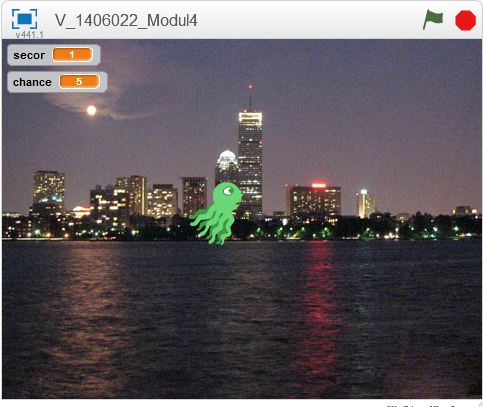 V_1406022_Modul4
v441.1
secor 1
chance 5